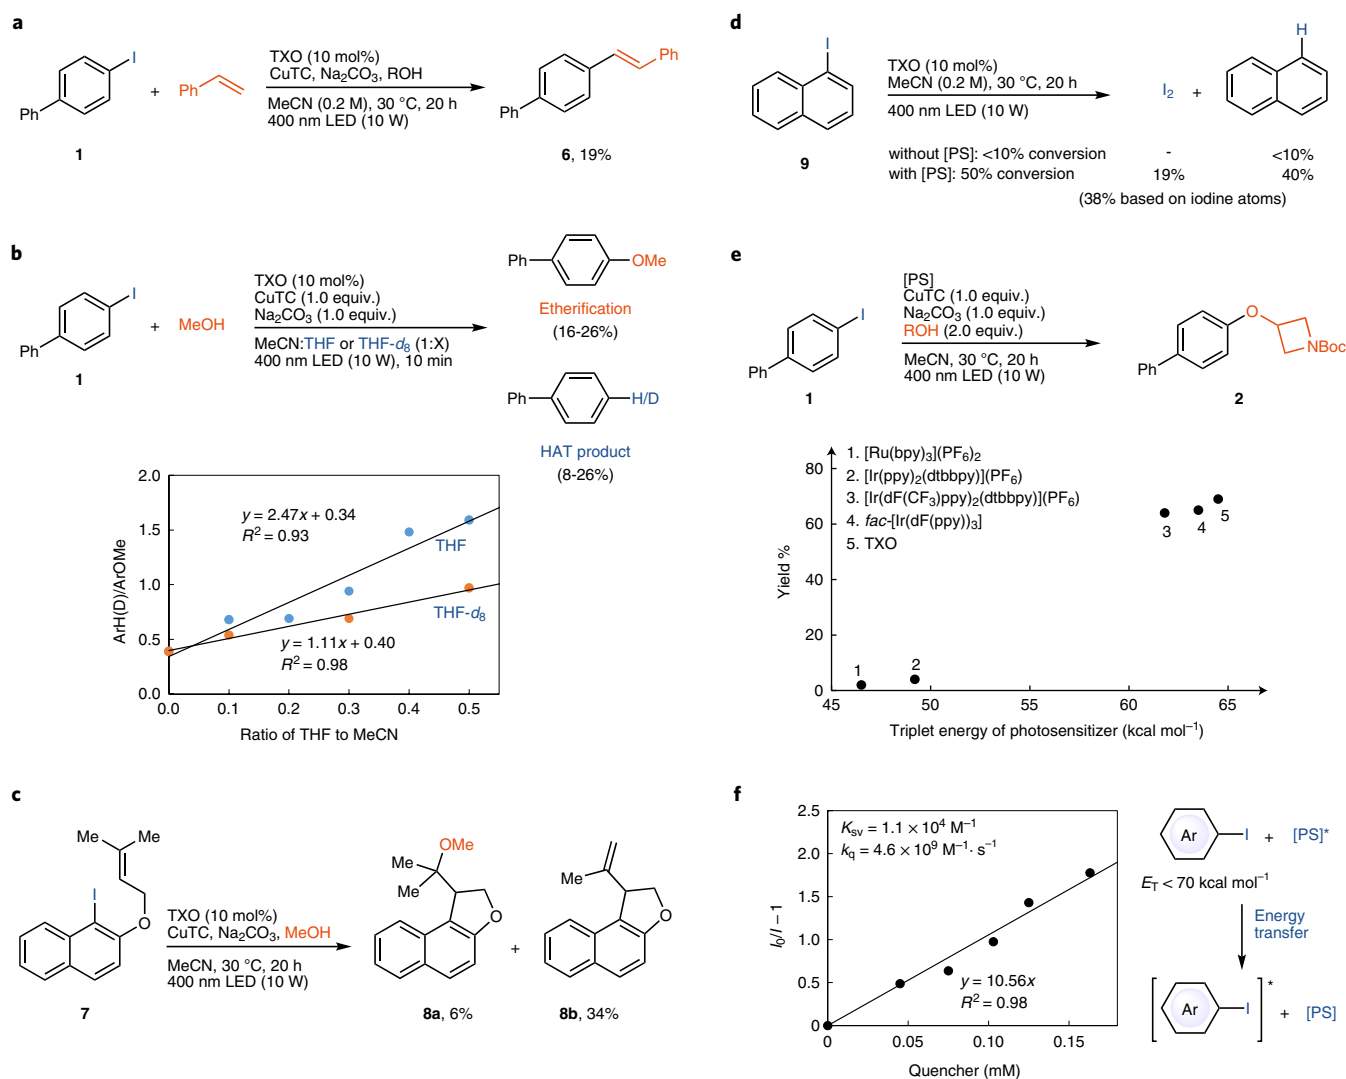 a
I
Ph
1
+
Ph
TXO (10 mol%)
CuTC, Na2CO3, ROH
MeCN (0.2 M), 30 °C, 20 h
400 nm LED (10 W)
Ph
Ph
6, 19%
b
I
Ph
1
+
MeOH
TXO (10 mol%)
CuTC (1.0 equiv.)
Na2CO3 (1.0 equiv.)
MeCN:THF or THF-d8 (1:X)
400 nm LED (10 W), 10 min
Ph
OMe
Etherification
(16-26%)
Ph
H/D
HAT product
(8-26%)
2.0
1.5
1.0
0.5
0.0
ArH(D)/ArOMe
y = 2.47x + 0.34
R2 = 0.93
THF
THF-d8
y = 1.11x + 0.40
R2 = 0.98
0.0 0.1 0.2 0.3 0.4 0.5
Ratio of THF to MeCN
c
Me Me
I
O
7
TXO (10 mol%)
CuTC, Na2CO3, MeOH
MeCN, 30 °C, 20 h
400 nm LED (10 W)
OMe
Me
Me
O
8a, 6%
+
Me
O
8b, 34%
d
I
9
TXO (10 mol%)
MeCN (0.2 M), 30 °C, 20 h
400 nm LED (10 W)
I2 +
H
without [PS]: <10% conversion - <10%
with [PS]: 50% conversion 19% 40%
(38% based on iodine atoms)
e
I
Ph
1
[PS]
CuTC (1.0 equiv.)
Na2CO3 (1.0 equiv.)
ROH (2.0 equiv.)
MeCN, 30 °C, 20 h
400 nm LED (10 W)
O
NBoc
Ph
2
80
60
40
20
0
Yield %
1. [Ru(bpy)3](PF6)2
2. [Ir(ppy)2(dtbbpy)](PF6)
3. [Ir(dF(CF3)ppy)2(dtbbpy)](PF6)
4. fac-[Ir(dF(ppy))3]
5. TXO
1
2
3
4
5
45 50 55 60 65
Triplet energy of photosensitizer (kcal mol−1)
f
2.5
2.0
1.5
1.0
0.5
0
I0/I − 1
Ksv = 1.1 × 104 M−1
kq = 4.6 × 109 M−1· s−1
y = 10.56x
R2 = 0.98
0 0.05 0.10 0.15
Quencher (mM)
Ar I + [PS]*
ET < 70 kcal mol−1
Energy
transfer
Ar I * + [PS]